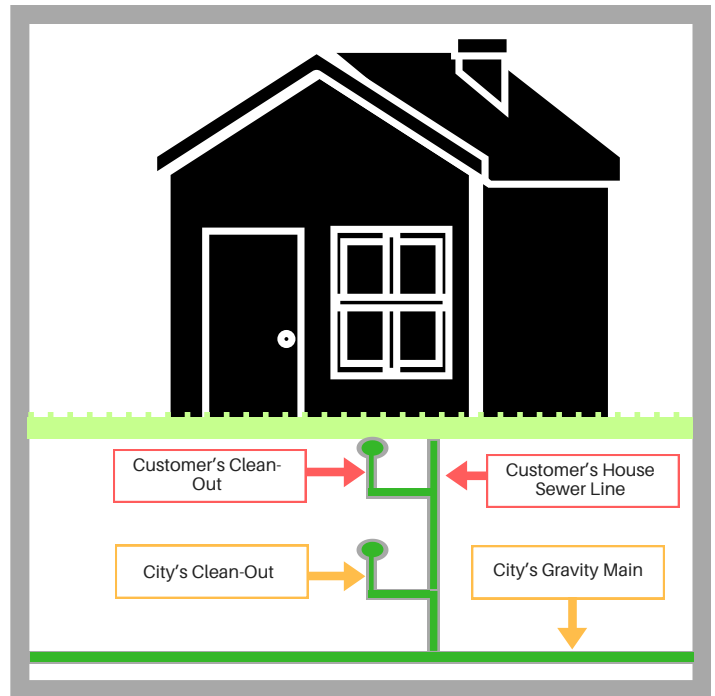 Customer's Clean-
Out
Customer's House
Sewer Line
City's Clean-Out
City's Gravity Main